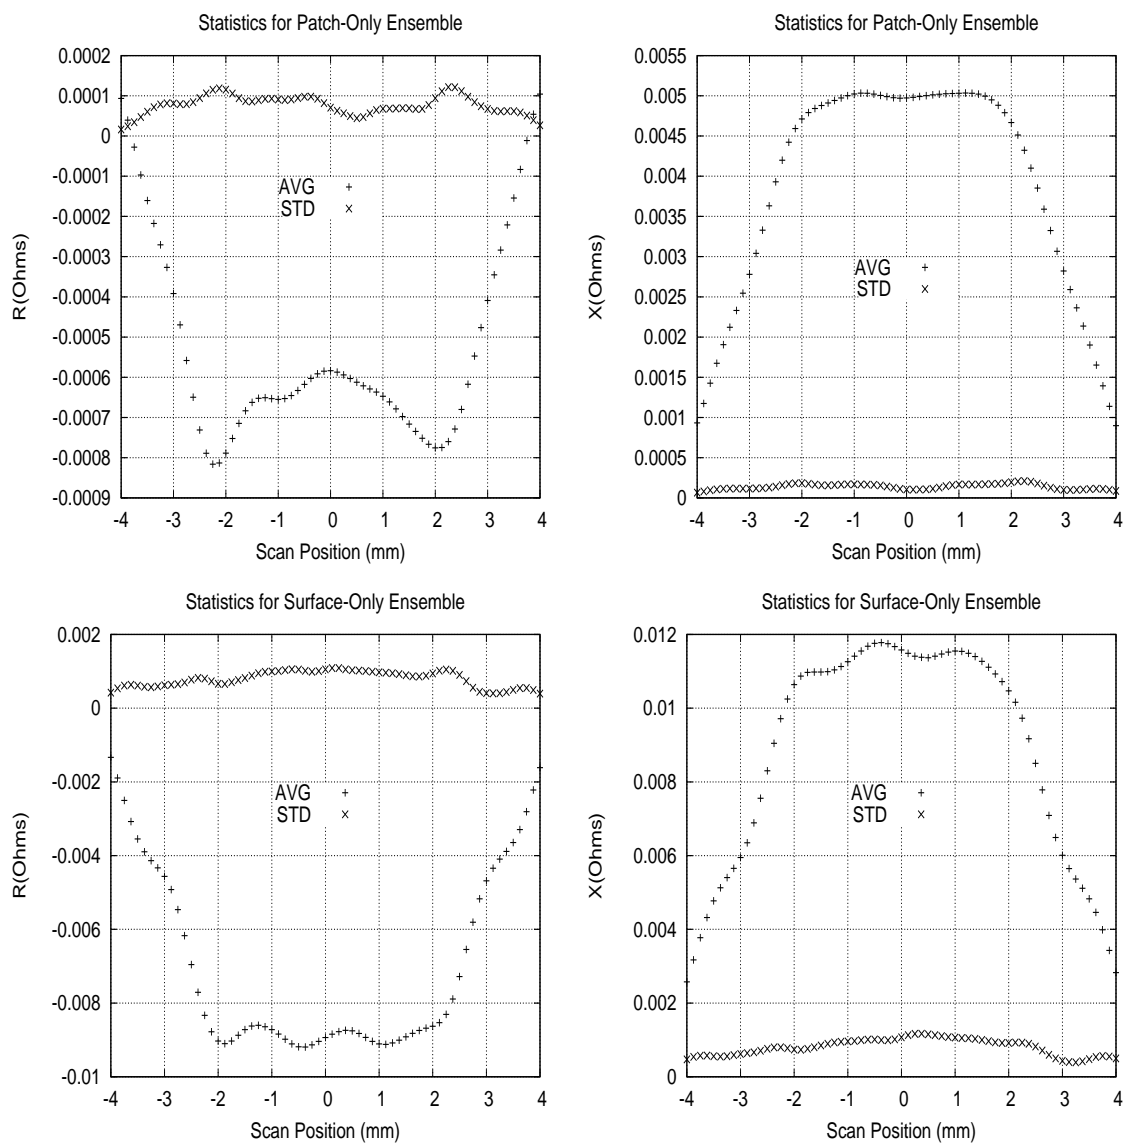 Statistics for Patch-Only Ensemble
0.0002
0.0001
0
-0.0001
-0.0002
-0.0003
-0.0004
-0.0005
-0.0006
-0.0007
-0.0008
-0.0009
R(Ohms)
AVG
STD
-4 -3 -2 -1 0 1 2 3 4
Scan Position (mm)
Statistics for Patch-Only Ensemble
0.0055
0.005
0.0045
0.004
0.0035
0.003
0.0025
0.002
0.0015
0.001
0.0005
0
X(Ohms)
AVG
STD
-4 -3 -2 -1 0 1 2 3 4
Scan Position (mm)
Statistics for Surface-Only Ensemble
0.002
0
-0.002
-0.004
-0.006
-0.008
-0.01
R(Ohms)
AVG
STD
-4 -3 -2 -1 0 1 2 3 4
Scan Position (mm)
Statistics for Surface-Only Ensemble
0.012
0.01
0.008
0.006
0.004
0.002
0
X(Ohms)
AVG
STD
-4 -3 -2 -1 0 1 2 3 4
Scan Position (mm)